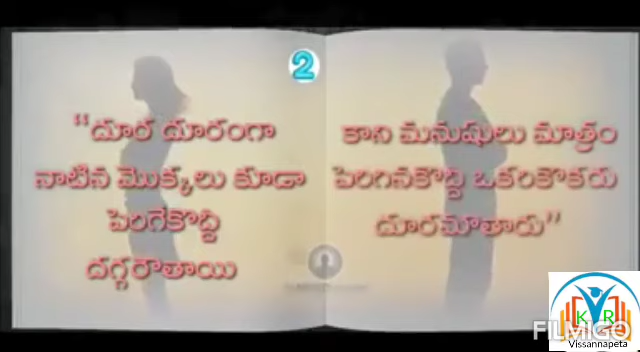 2
“దూర దూరంగా
నాటిన మొక్కలు కూడా
పెరిగేకొద్దీ
దగ్గరౌతాయి
కాని మనుషులు మాత్రం
పెరిగినకొద్దీ ఒకరికొకరు
దూరమౌతారు”
KVR
FILMIGO
Vissannapeta